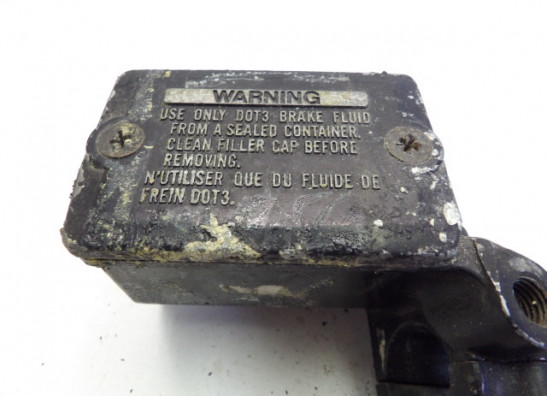 WARNING
USE ONLY DOT3 BRAKE FLUID
FROM A SEALED CONTAINER.
CLEAN FILLER CAP BEFORE
REMOVING.
N'UTILISER QUE DU FLUIDE DE
FREIN DOT3.